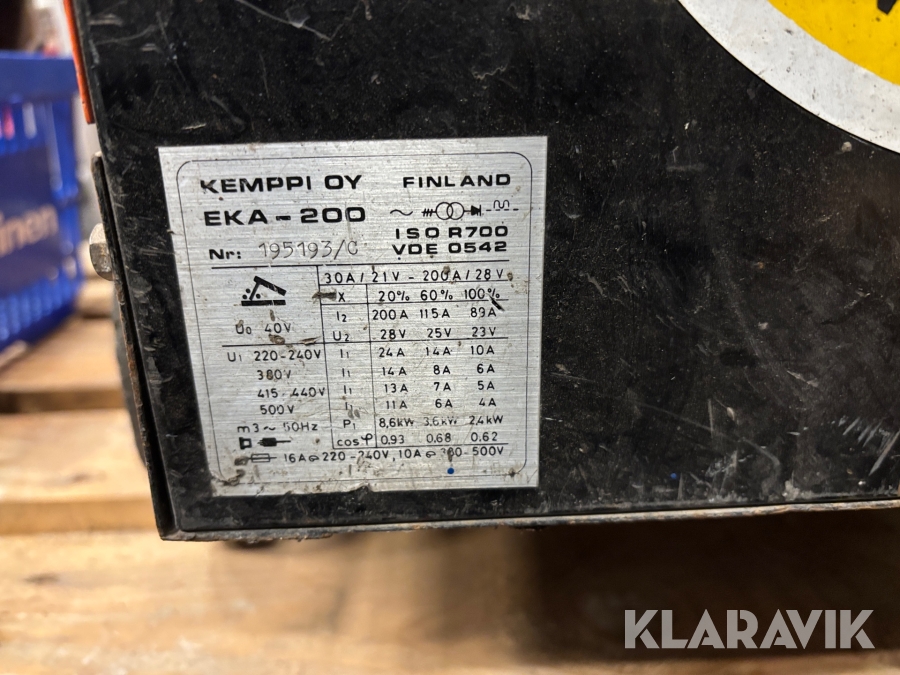 KEMPPI OY FINLAND
EKA-200
ISO R700
Nr: 195193/C VDE 0542
30A/21V - 200A/28V
X 20% 60% 100%
U₀ 40V
I₂ 200A 115A 89A
U₂ 28V 25V 23V
U₁ 220-240V I₁ 24A 14A 10A
380V I₁ 14A 8A 6A
415-440V I₁ 13A 7A 5A
500V I₁ 11A 6A 4A
m3~50Hz P₁ 8,6kW 3,6kW 2,4kW
cosφ 0.93 0.68 0.62
16A 220-240V, 10A 380-500V
inen
KLARAVIK